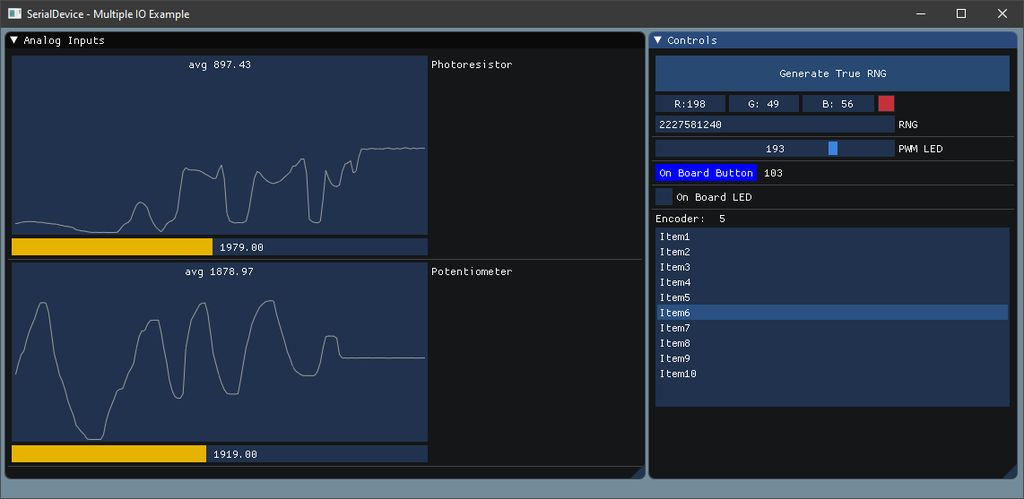 SerialDevice - Multiple IO Example
Analog Inputs
avg 897.43
Photoresistor
1979.00
avg 1878.97
Potentiometer
1919.00
Controls
Generate True RNG
R:198 G: 49 B: 56
2227581240 RNG
193 PWM LED
On Board Button 103
On Board LED
Encoder: 5
Item1
Item2
Item3
Item4
Item5
Item6
Item7
Item8
Item9
Item10